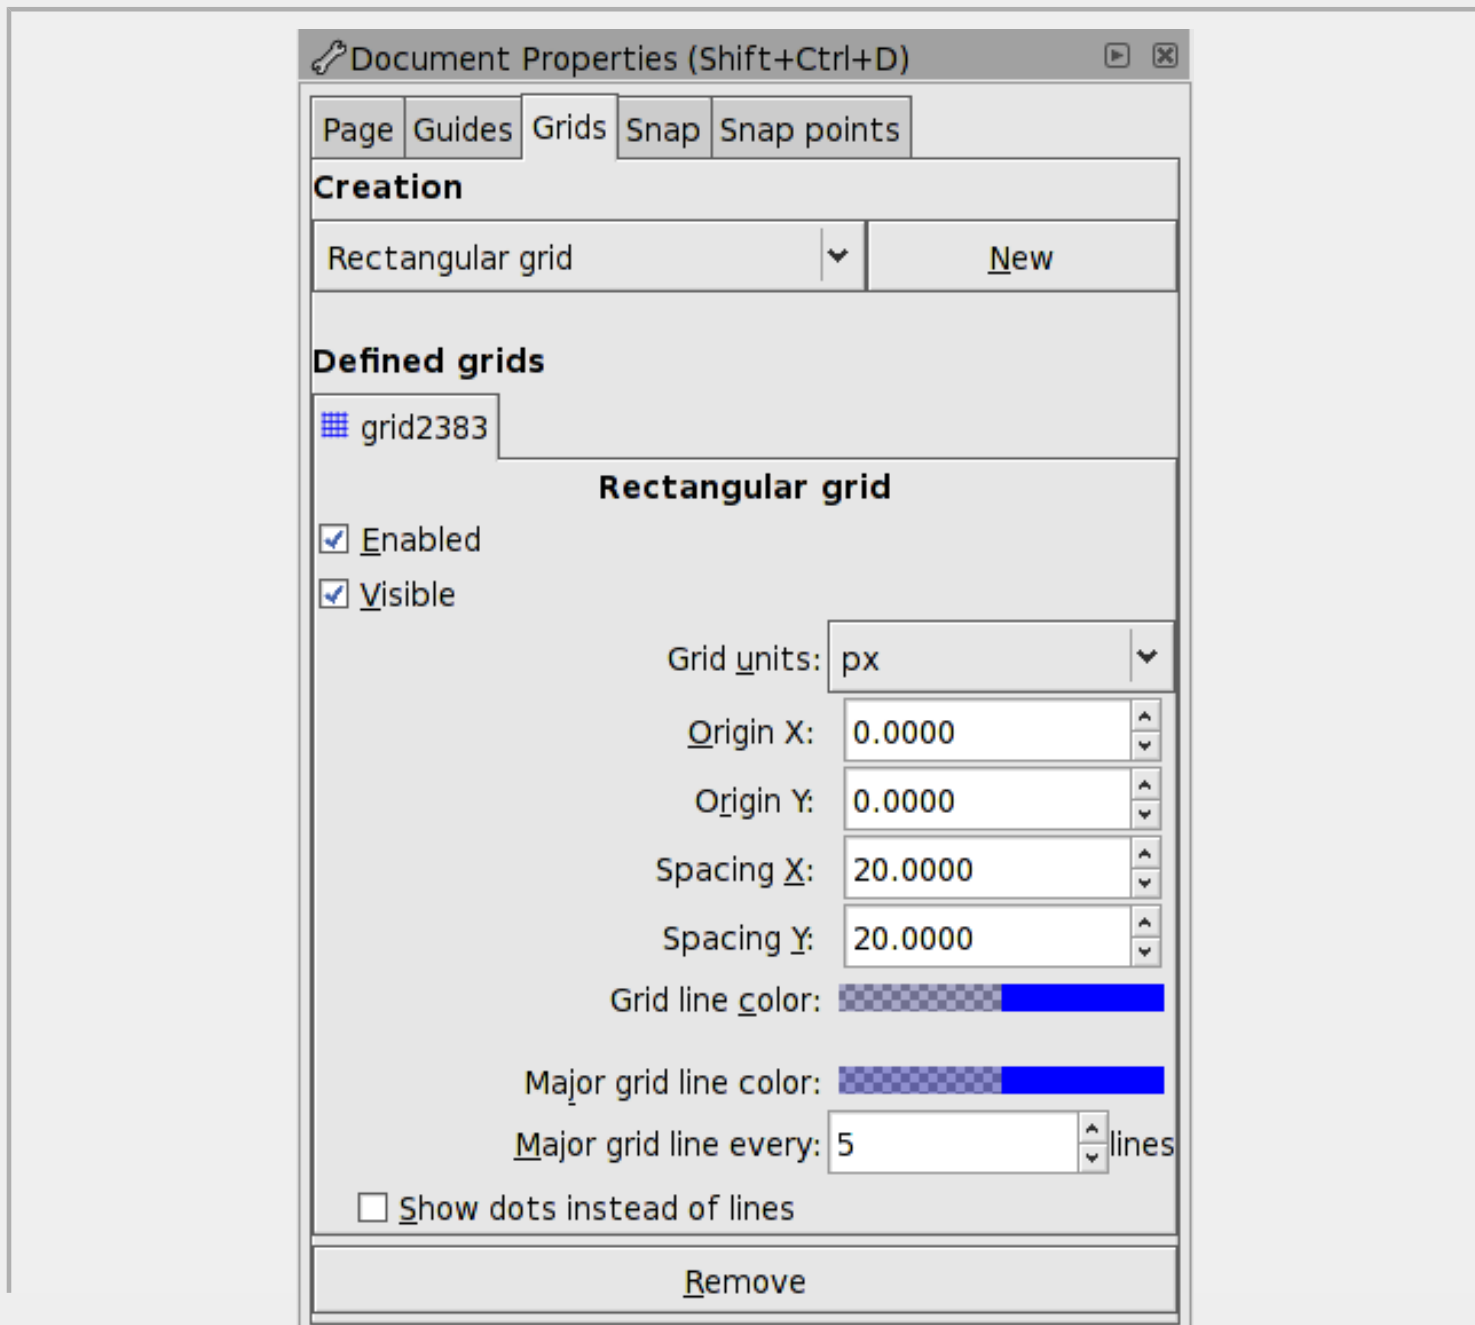 Document Properties (Shift+Ctrl+D)
Page Guides Grids Snap Snap points
Creation
Rectangular grid New
Defined grids
grid2383
Rectangular grid
Enabled
Visible
Grid units: px
Origin X: 0.0000
Origin Y: 0.0000
Spacing X: 20.0000
Spacing Y: 20.0000
Grid line color:
Major grid line color:
Major grid line every: 5 lines
Show dots instead of lines
Remove